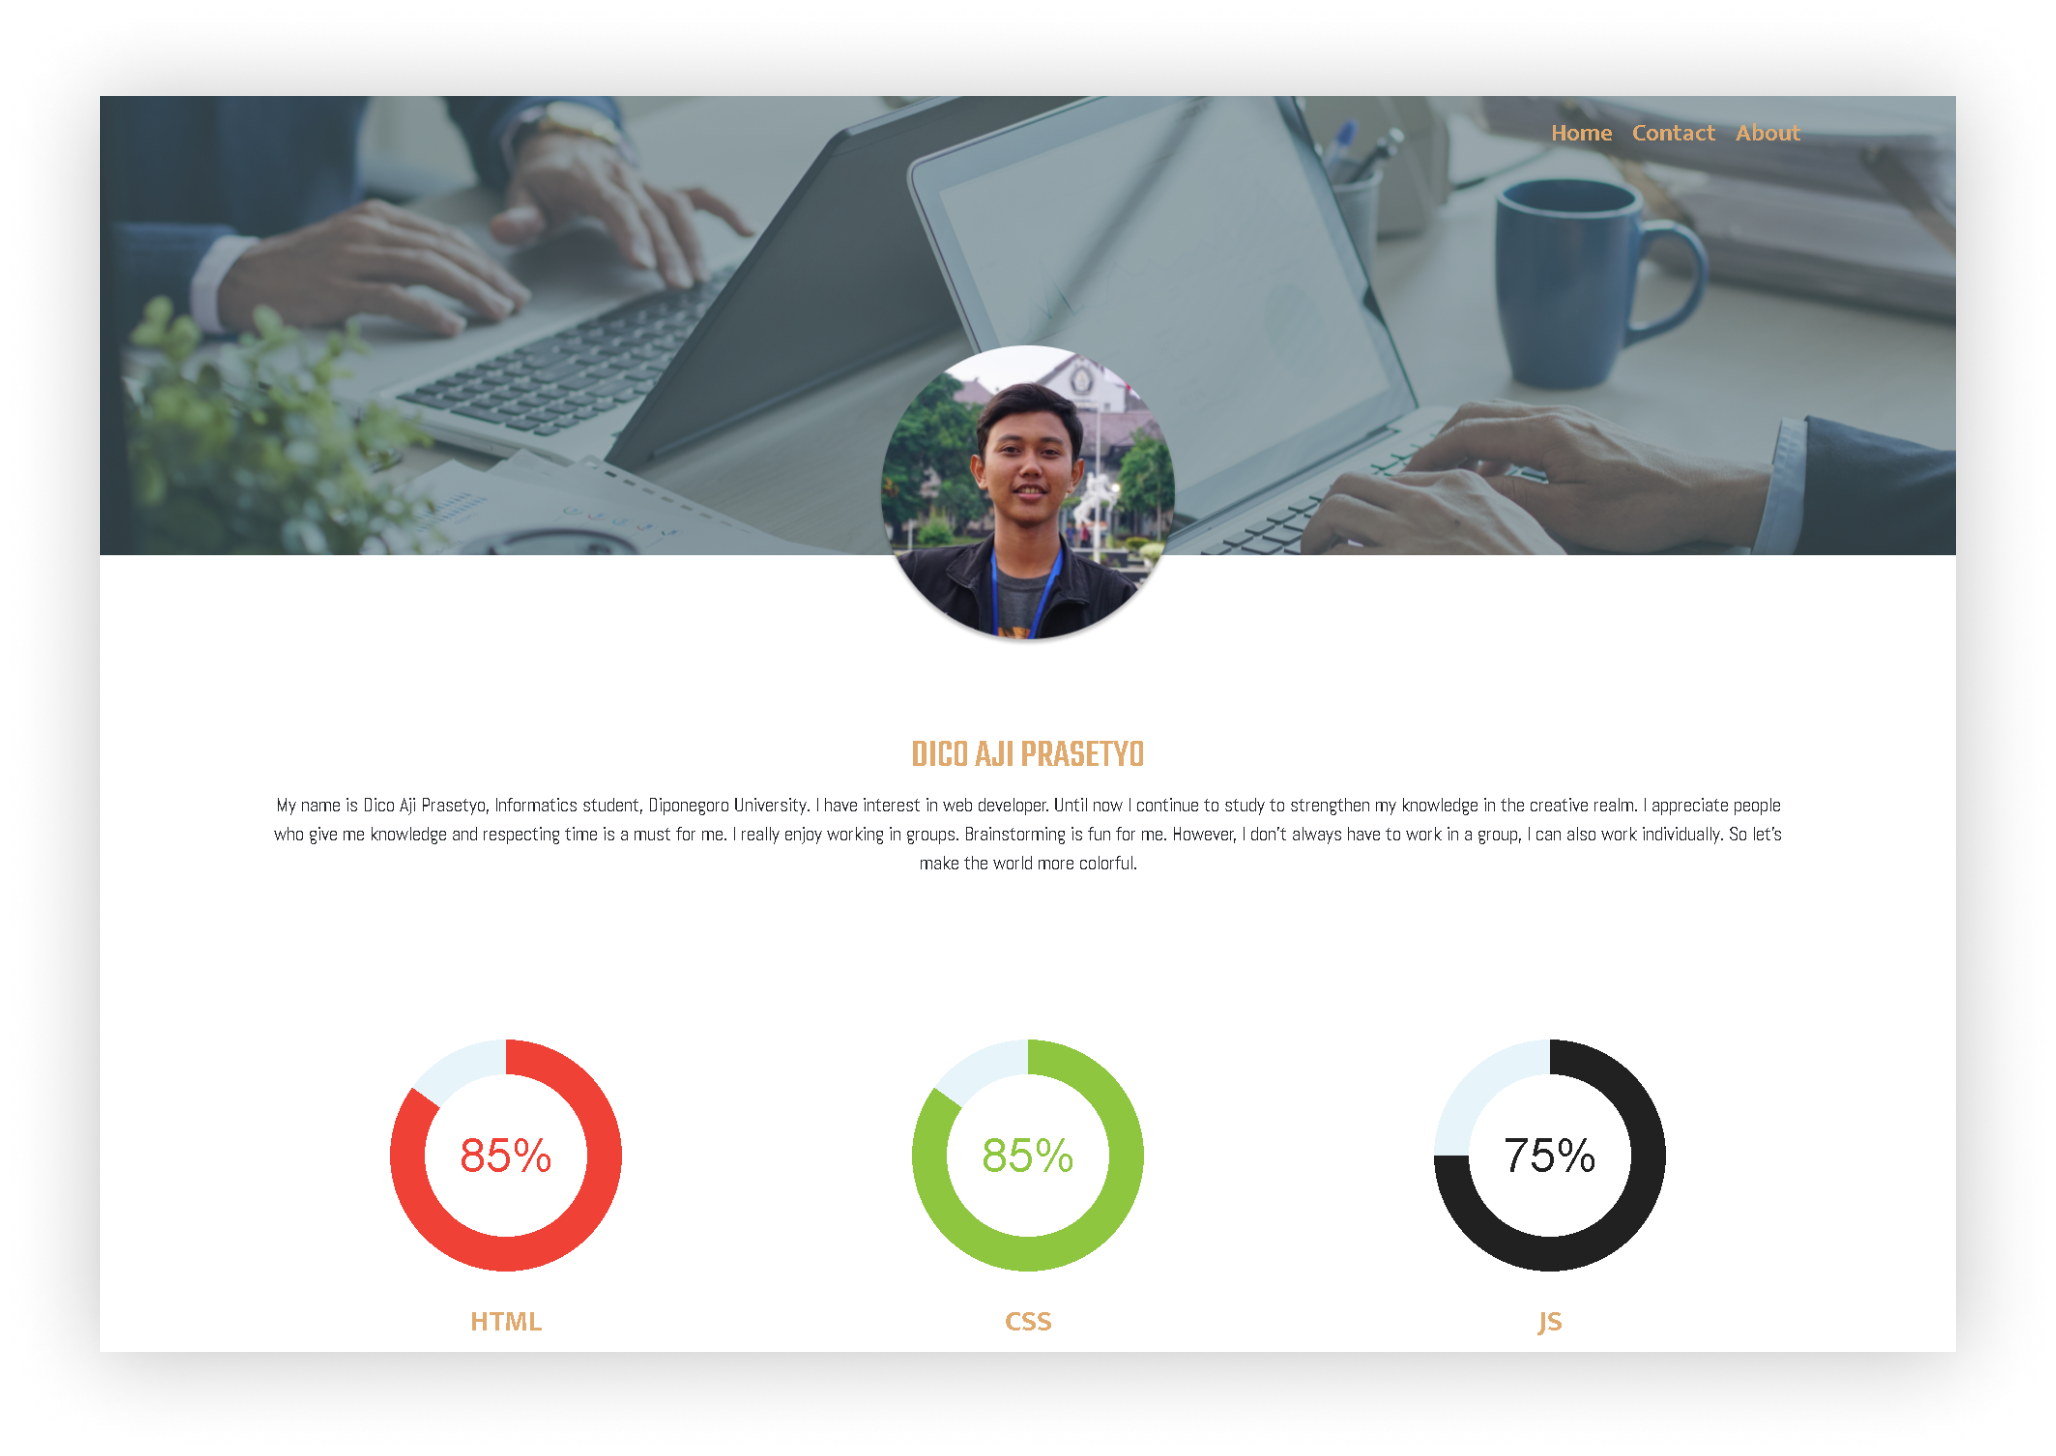 Home Contact About
DICO AJI PRASETYO
My name is Dico Aji Prasetyo, Informatics student, Diponegoro University. I have interest in web developer. Until now I continue to study to strengthen my knowledge in the creative realm. I appreciate people
who give me knowledge and respecting time is a must for me. I really enjoy working in groups. Brainstorming is fun for me. However, I don't always have to work in a group, I can also work individually. So let's
make the world more colorful.
85% 85% 75%
HTML CSS JS